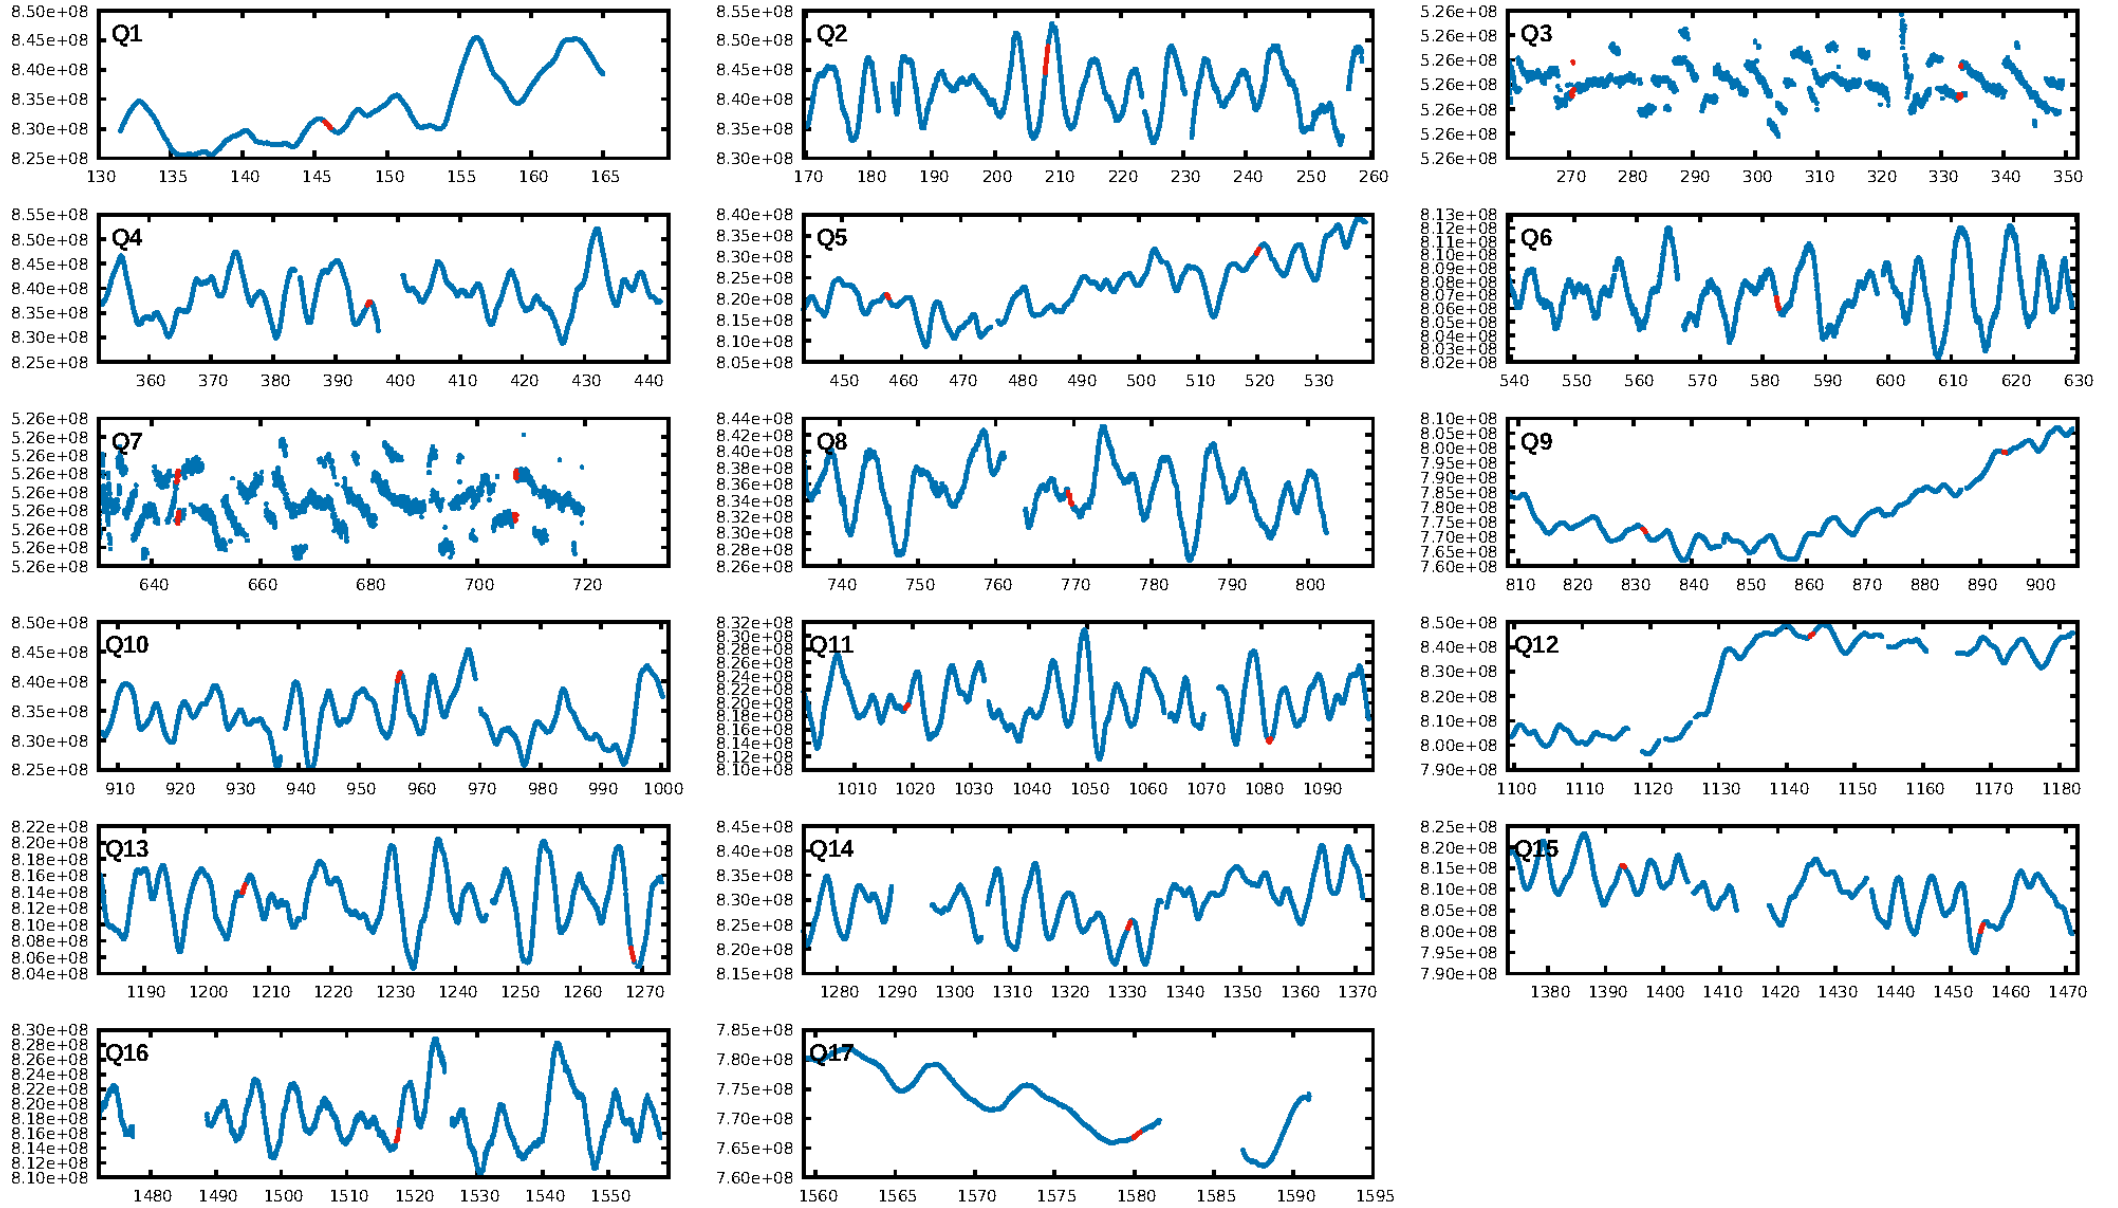 8.50e+08 8.45e+08 8.40e+08 8.35e+08 8.30e+08 8.25e+08
Q1
130 135 140 145 150 155 160 165
8.55e+08 8.50e+08 8.45e+08 8.40e+08 8.35e+08 8.30e+08
Q2
170 180 190 200 210 220 230 240 250 260
5.26e+08 5.26e+08 5.26e+08 5.26e+08 5.26e+08 5.26e+08 5.26e+08
Q3
270 280 290 300 310 320 330 340 350
8.55e+08 8.50e+08 8.45e+08 8.40e+08 8.35e+08 8.30e+08 8.25e+08
Q4
360 370 380 390 400 410 420 430 440
8.40e+08 8.35e+08 8.30e+08 8.25e+08 8.20e+08 8.15e+08 8.10e+08 8.05e+08
Q5
450 460 470 480 490 500 510 520 530
8.13e+08 8.12e+08 8.11e+08 8.10e+08 8.09e+08 8.08e+08 8.07e+08 8.06e+08 8.05e+08 8.04e+08 8.03e+08 8.02e+08
Q6
540 550 560 570 580 590 600 610 620 630
5.26e+08 5.26e+08 5.26e+08 5.26e+08 5.26e+08 5.26e+08 5.26e+08 5.26e+08 5.26e+08
Q7
640 660 680 700 720
8.44e+08 8.42e+08 8.40e+08 8.38e+08 8.36e+08 8.34e+08 8.32e+08 8.30e+08 8.28e+08 8.26e+08
Q8
740 750 760 770 780 790 800
8.10e+08 8.05e+08 8.00e+08 7.95e+08 7.90e+08 7.85e+08 7.80e+08 7.75e+08 7.70e+08 7.65e+08 7.60e+08
Q9
810 820 830 840 850 860 870 880 890 900
8.50e+08 8.45e+08 8.40e+08 8.35e+08 8.30e+08 8.25e+08
Q10
910 920 930 940 950 960 970 980 990 1000
8.32e+08 8.30e+08 8.28e+08 8.26e+08 8.24e+08 8.22e+08 8.20e+08 8.18e+08 8.16e+08 8.14e+08 8.12e+08 8.10e+08
Q11
1010 1020 1030 1040 1050 1060 1070 1080 1090
8.50e+08 8.40e+08 8.30e+08 8.20e+08 8.10e+08 8.00e+08 7.90e+08
Q12
1100 1110 1120 1130 1140 1150 1160 1170 1180
8.22e+08 8.20e+08 8.18e+08 8.16e+08 8.14e+08 8.12e+08 8.10e+08 8.08e+08 8.06e+08 8.04e+08
Q13
1190 1200 1210 1220 1230 1240 1250 1260 1270
8.45e+08 8.40e+08 8.35e+08 8.30e+08 8.25e+08 8.20e+08 8.15e+08
Q14
1280 1290 1300 1310 1320 1330 1340 1350 1360 1370
8.25e+08 8.20e+08 8.15e+08 8.10e+08 8.05e+08 8.00e+08 7.95e+08 7.90e+08
Q15
1380 1390 1400 1410 1420 1430 1440 1450 1460 1470
8.30e+08 8.28e+08 8.26e+08 8.24e+08 8.22e+08 8.20e+08 8.18e+08 8.16e+08 8.14e+08 8.12e+08 8.10e+08
Q16
1480 1490 1500 1510 1520 1530 1540 1550
7.85e+08 7.80e+08 7.75e+08 7.70e+08 7.65e+08 7.60e+08
Q17
1560 1565 1570 1575 1580 1585 1590 1595